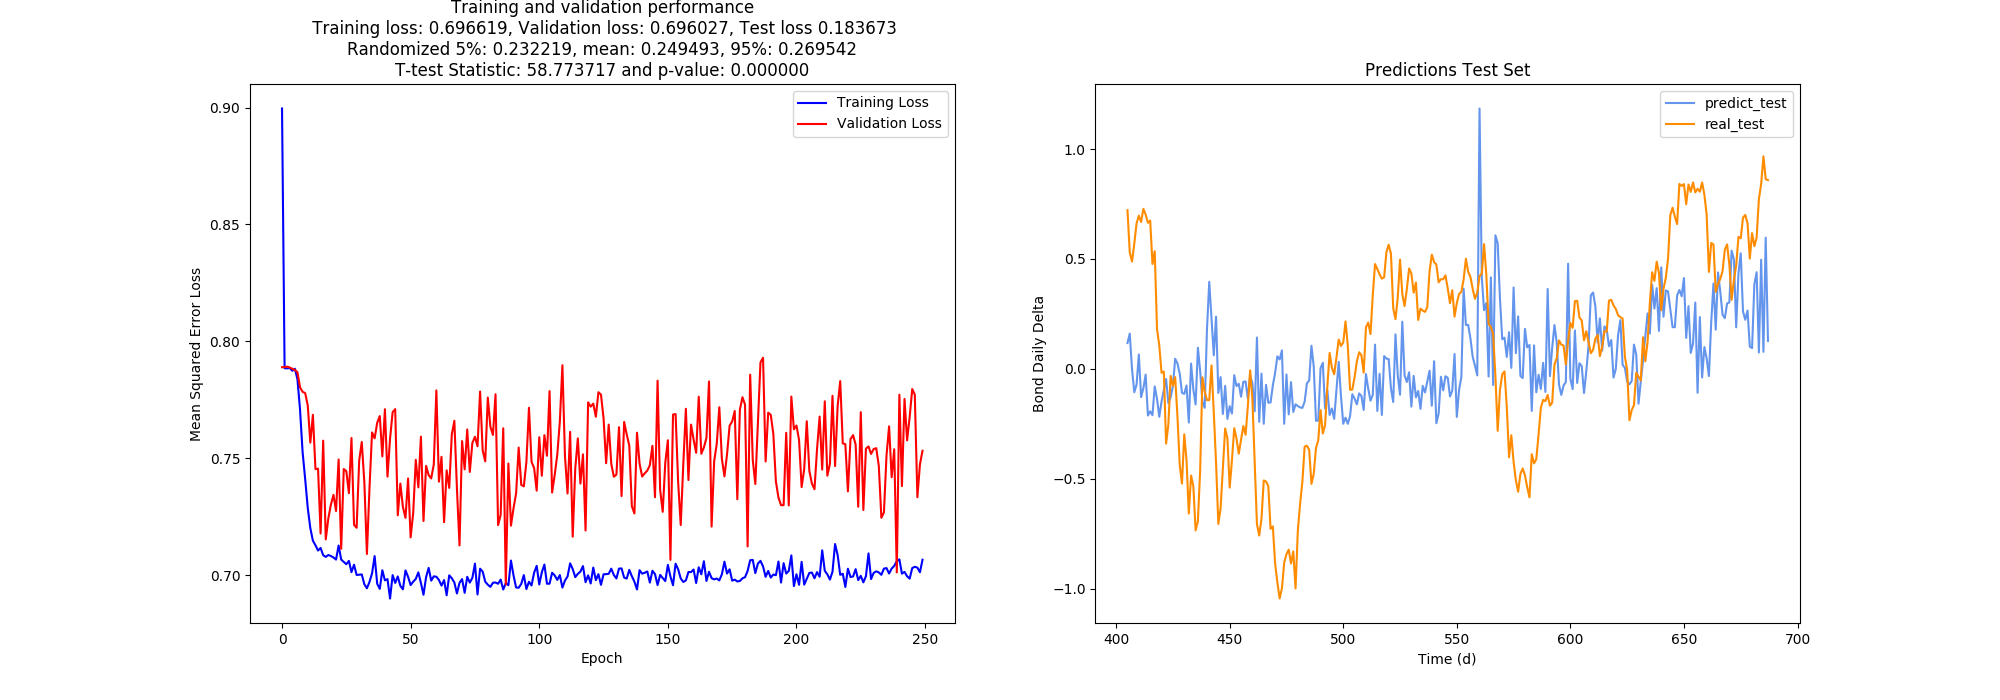 Training and validation performance
Training loss: 0.696619, Validation loss: 0.696027, Test loss 0.183673
Randomized 5%: 0.232219, mean: 0.249493, 95%: 0.269542
T-test Statistic: 58.773717 and p-value: 0.000000
Training Loss
Validation Loss
0.90
0.85
0.80
0.75
0.70
Mean Squared Error Loss
0
50
100
150
200
250
Epoch
Predictions Test Set
predict_test
real_test
1.0
0.5
0.0
−0.5
−1.0
Bond Daily Delta
400
450
500
550
600
650
700
Time (d)